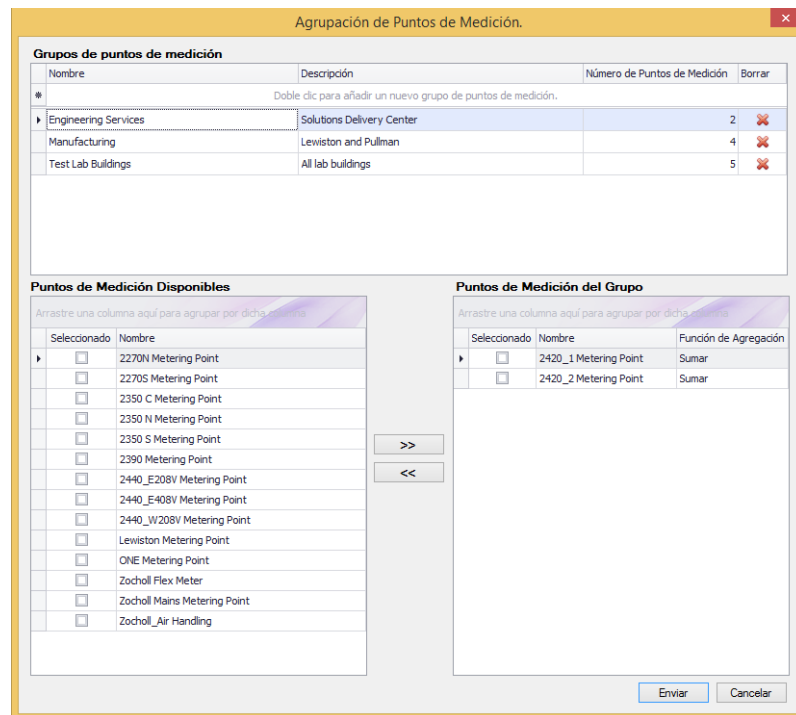 Agrupación de Puntos de Medición.
Grupos de puntos de medición
Nombre Descripción Número de Puntos de Medición Borrar
Doble clic para añadir un nuevo grupo de puntos de medición.
Engineering Services Solutions Delivery Center 2
Manufacturing Lewiston and Pullman 4
Test Lab Buildings All lab buildings 5
Puntos de Medición Disponibles
Arrastre una columna aquí para agrupar por dicha columna
Seleccionado Nombre
2270N Metering Point
2270S Metering Point
2350 C Metering Point
2350 N Metering Point
2350 S Metering Point
2390 Metering Point
2440_E208V Metering Point
2440_E408V Metering Point
2440_W208V Metering Point
Lewiston Metering Point
ONE Metering Point
Zocholl Flex Meter
Zocholl Mains Metering Point
Zocholl_Air Handling
>>
<<
Puntos de Medición del Grupo
Arrastre una columna aquí para agrupar por dicha columna
Seleccionado Nombre Función de Agregación
2420_1 Metering Point Sumar
2420_2 Metering Point Sumar
Enviar Cancelar